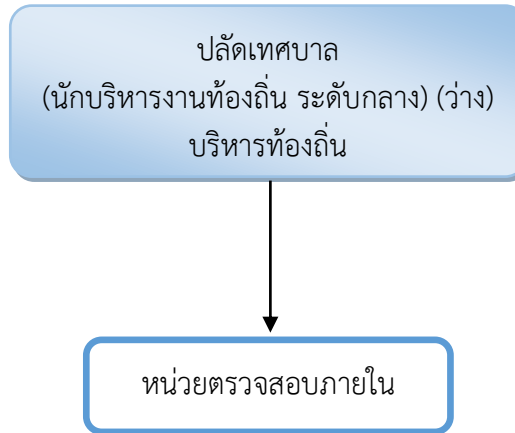 ปลัดเทศบาล
(นักบริหารงานท้องถิ่น ระดับกลาง) (ว่าง)
บริหารท้องถิ่น
หน่วยตรวจสอบภายใน